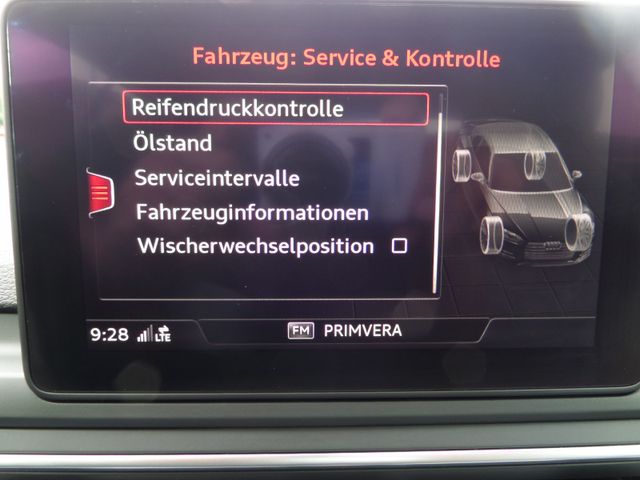 Fahrzeug: Service & Kontrolle
Reifendruckkontrolle
Ölstand
Serviceintervalle
Fahrzeuginformationen
Wischerwechselposition
9:28 LTE FM PRIMVERA